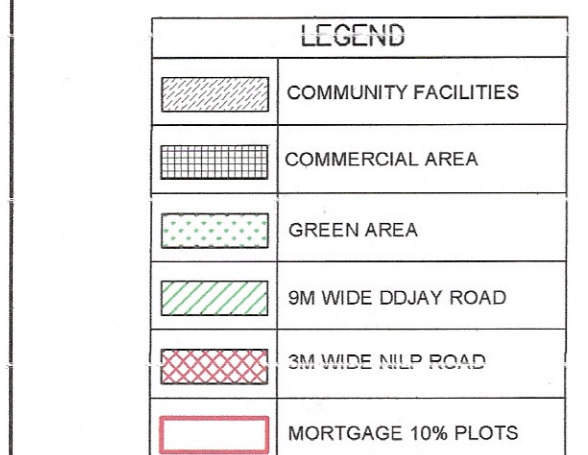 LEGEND
COMMUNITY FACILITIES
COMMERCIAL AREA
GREEN AREA
9M WIDE DDJAY ROAD
3M WIDE NILP ROAD
MORTGAGE 10% PLOTS